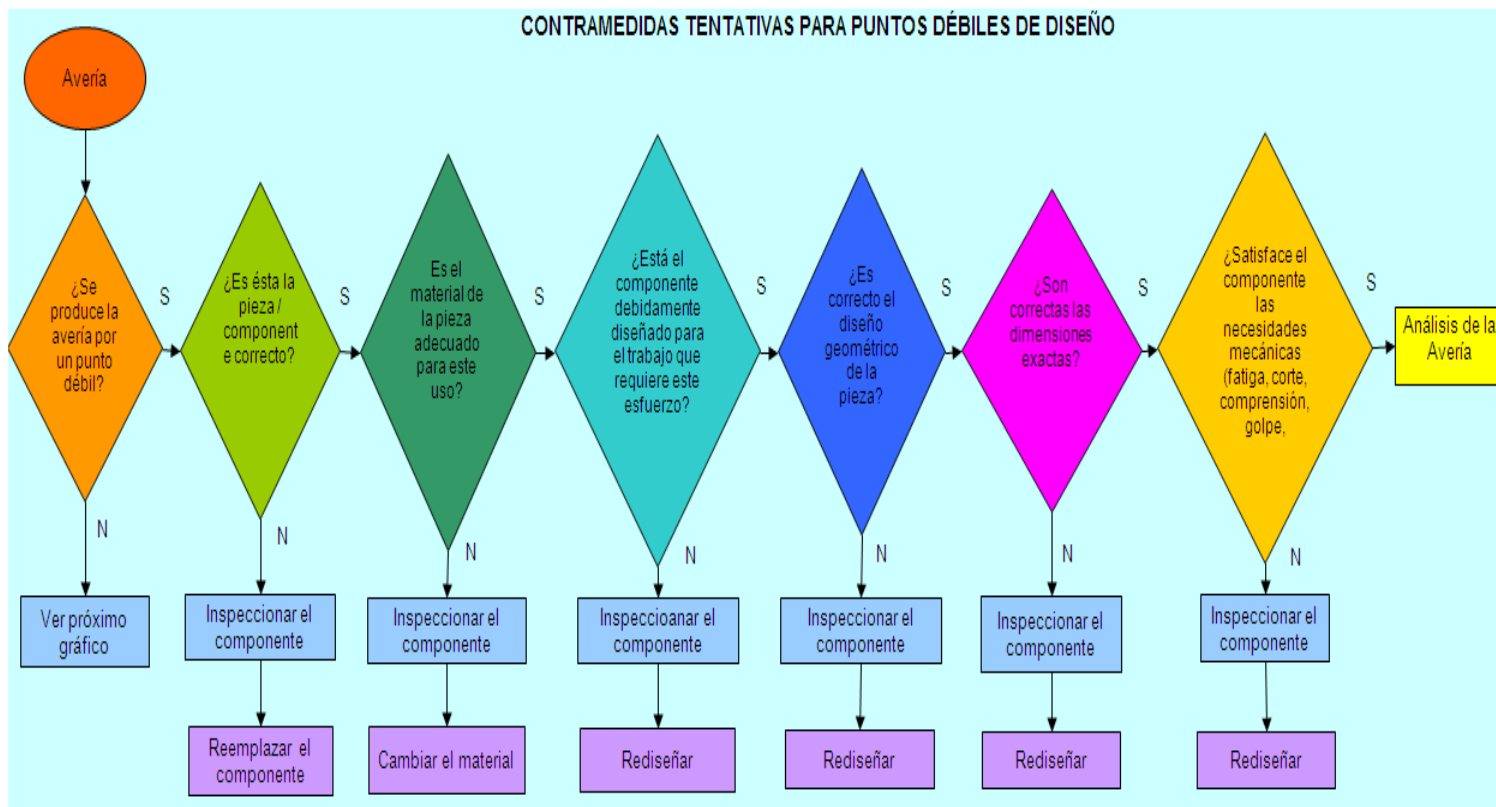 CONTRAMEDIDAS TENTATIVAS PARA PUNTOS DÉBILES DE DISEÑO
Avería
¿Se
produce la
avería por
un punto
débil?
S
N
Ver próximo
gráfico
¿Es ésta la
pieza /
component
e correcto?
S
N
Inspeccionar el
componente
Reemplazar el
componente
Es el
material de
la pieza
adecuado
para este
uso?
S
N
Inspeccionar el
componente
Cambiar el material
¿Está el
componente
debidamente
diseñado para
el trabajo que
requiere este
esfuerzo?
S
N
Inspeccioanar el
componente
Rediseñar
¿Es
correcto el
diseño
geométrico
de la
pieza?
S
N
Inspeccionar el
componente
Rediseñar
¿Son
correctas las
dimensiones
exactas?
S
N
Inspeccionar el
componente
Rediseñar
¿Satisface el
componente
las
necesidades
mecánicas
(fatiga, corte,
comprensión,
golpe,
S
N
Inspeccionar el
componente
Rediseñar
Análisis de la
Avería